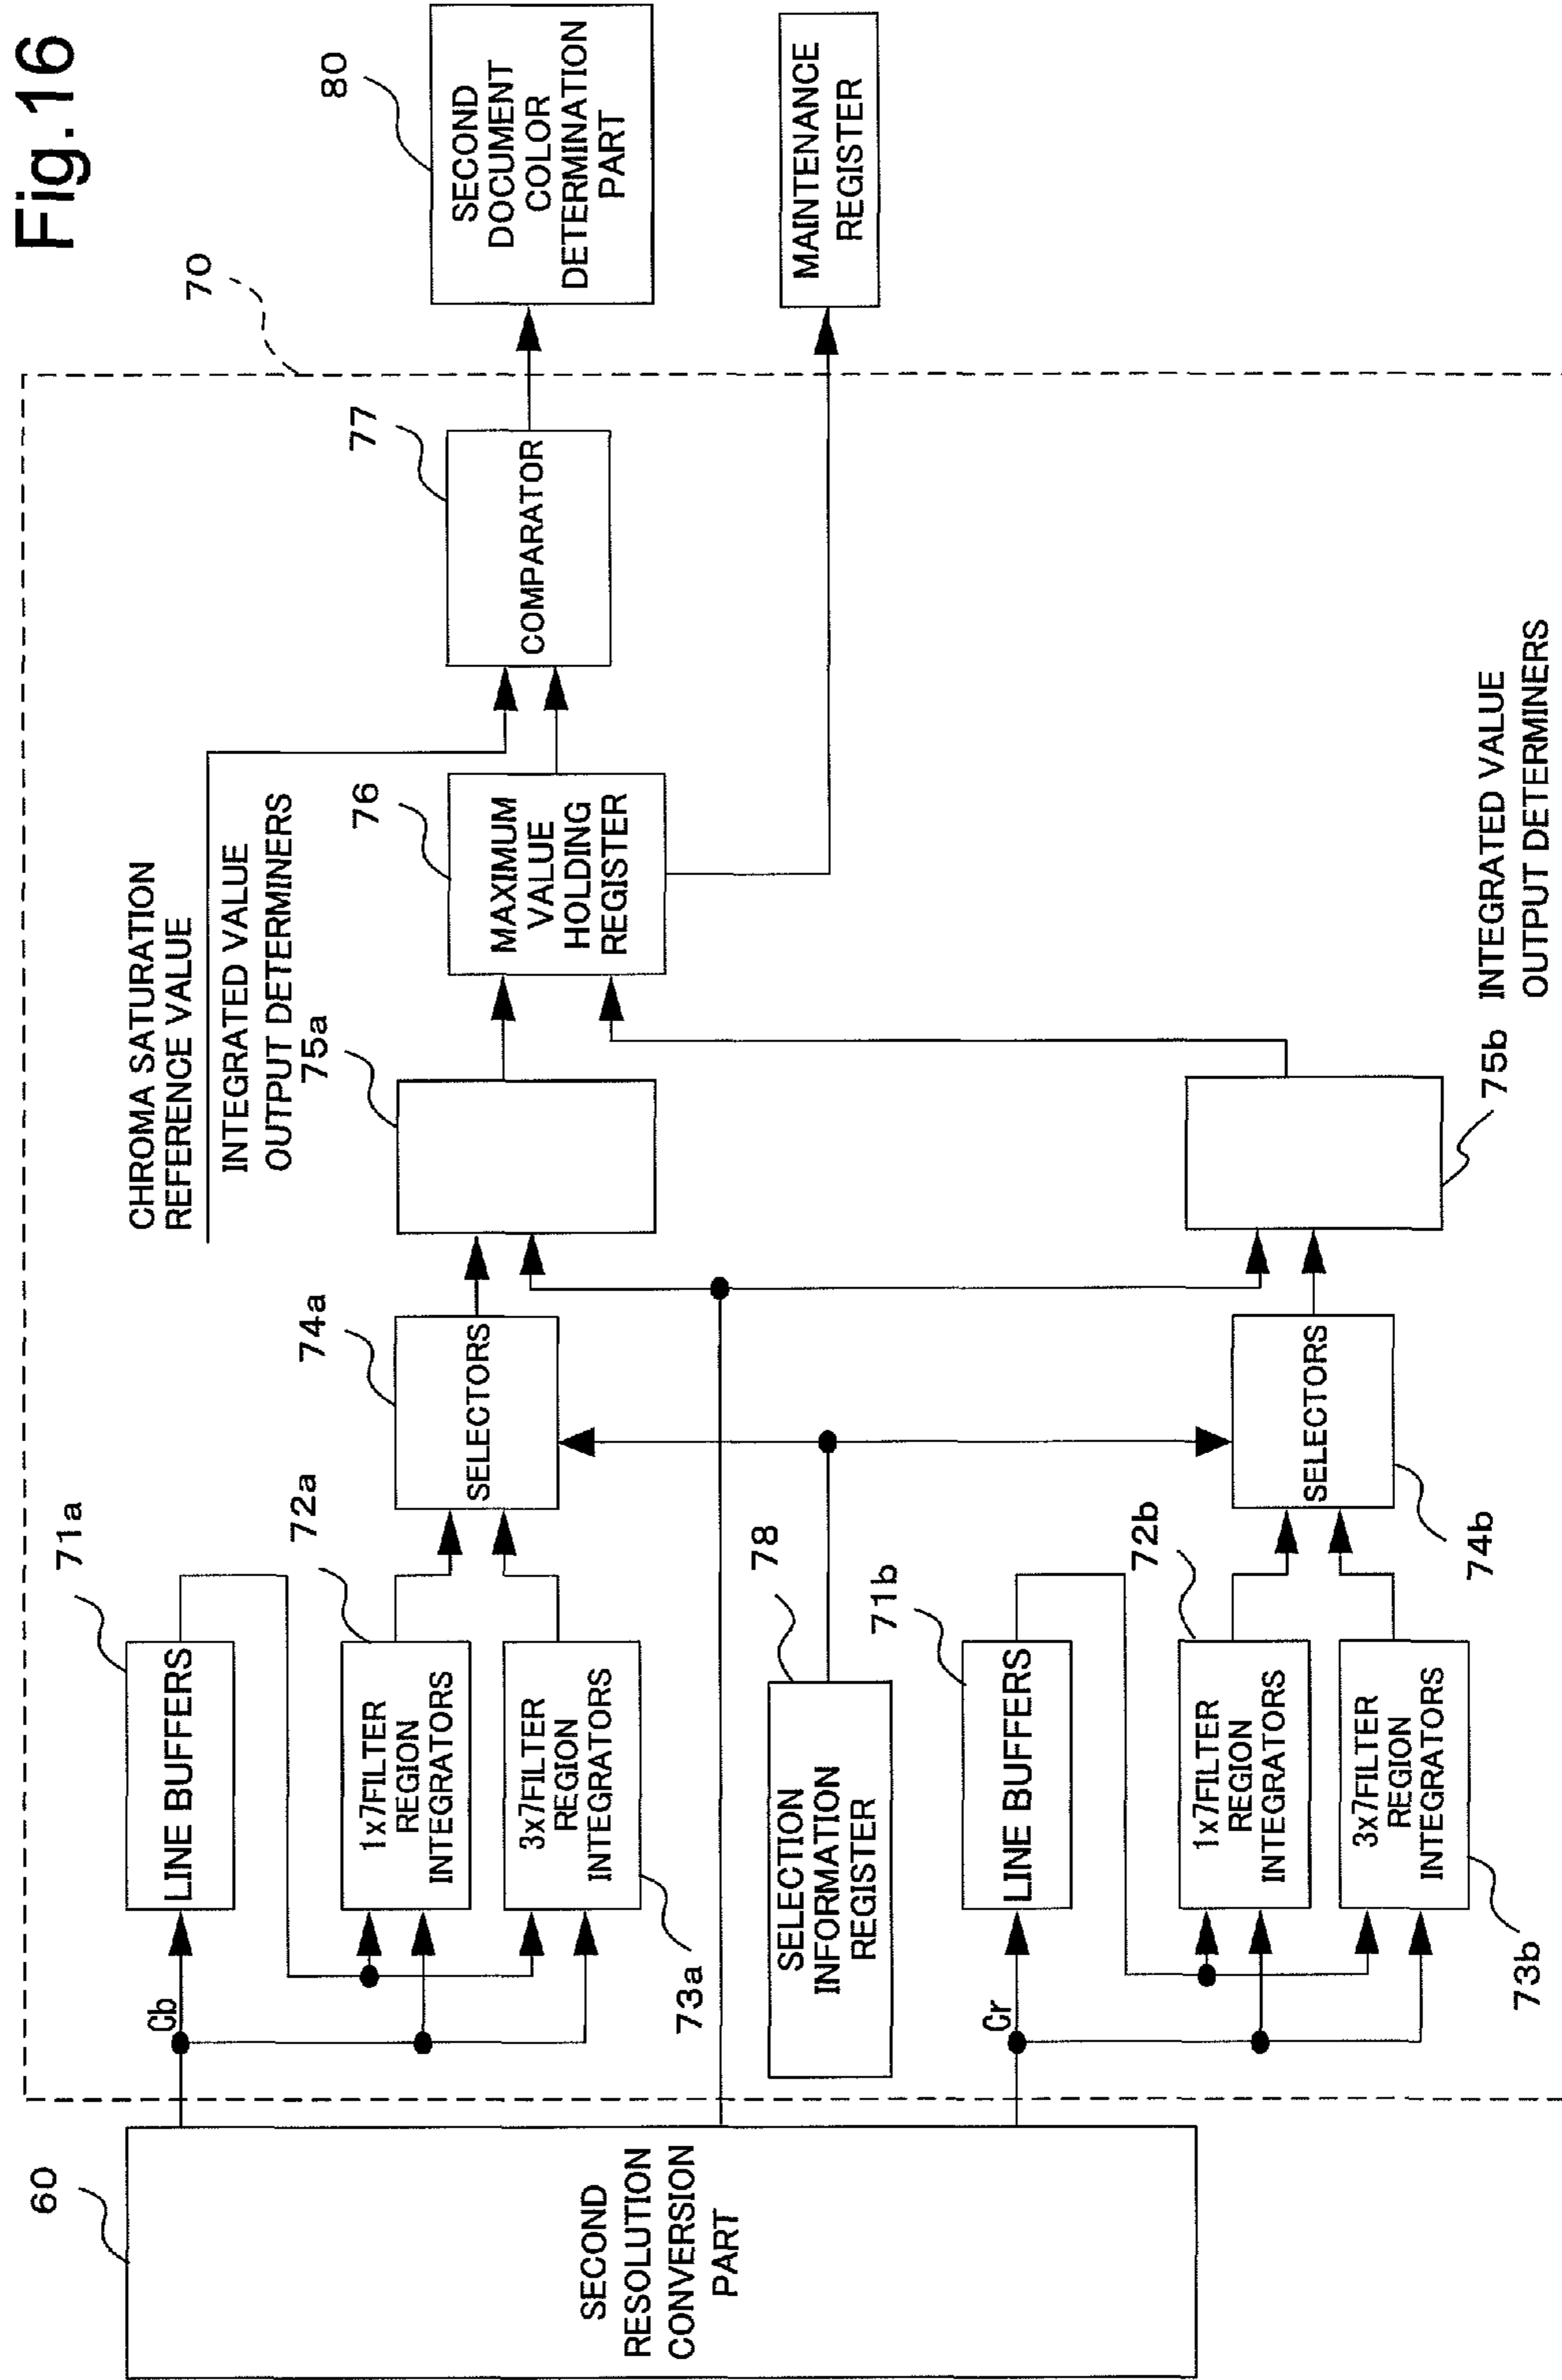 Fig.16
60
SECOND
RESOLUTION
CONVERSION
PART
70
Cb
71a
LINE BUFFERS
72a
1x7FILTER
REGION
INTEGRATORS
3x7FILTER
REGION
INTEGRATORS
73a
74a
SELECTORS
CHROMA SATURATION
REFERENCE VALUE
INTEGRATED VALUE
OUTPUT DETERMINERS
75a
76
MAXIMUM
VALUE
HOLDING
REGISTER
77
COMPARATOR
80
SECOND
DOCUMENT
COLOR
DETERMINATION
PART
MAINTENANCE
REGISTER
78
SELECTION
INFORMATION
REGISTER
Cr
71b
LINE BUFFERS
72b
1x7FILTER
REGION
INTEGRATORS
3x7FILTER
REGION
INTEGRATORS
73b
SELECTORS
74b
75b INTEGRATED VALUE
OUTPUT DETERMINERS